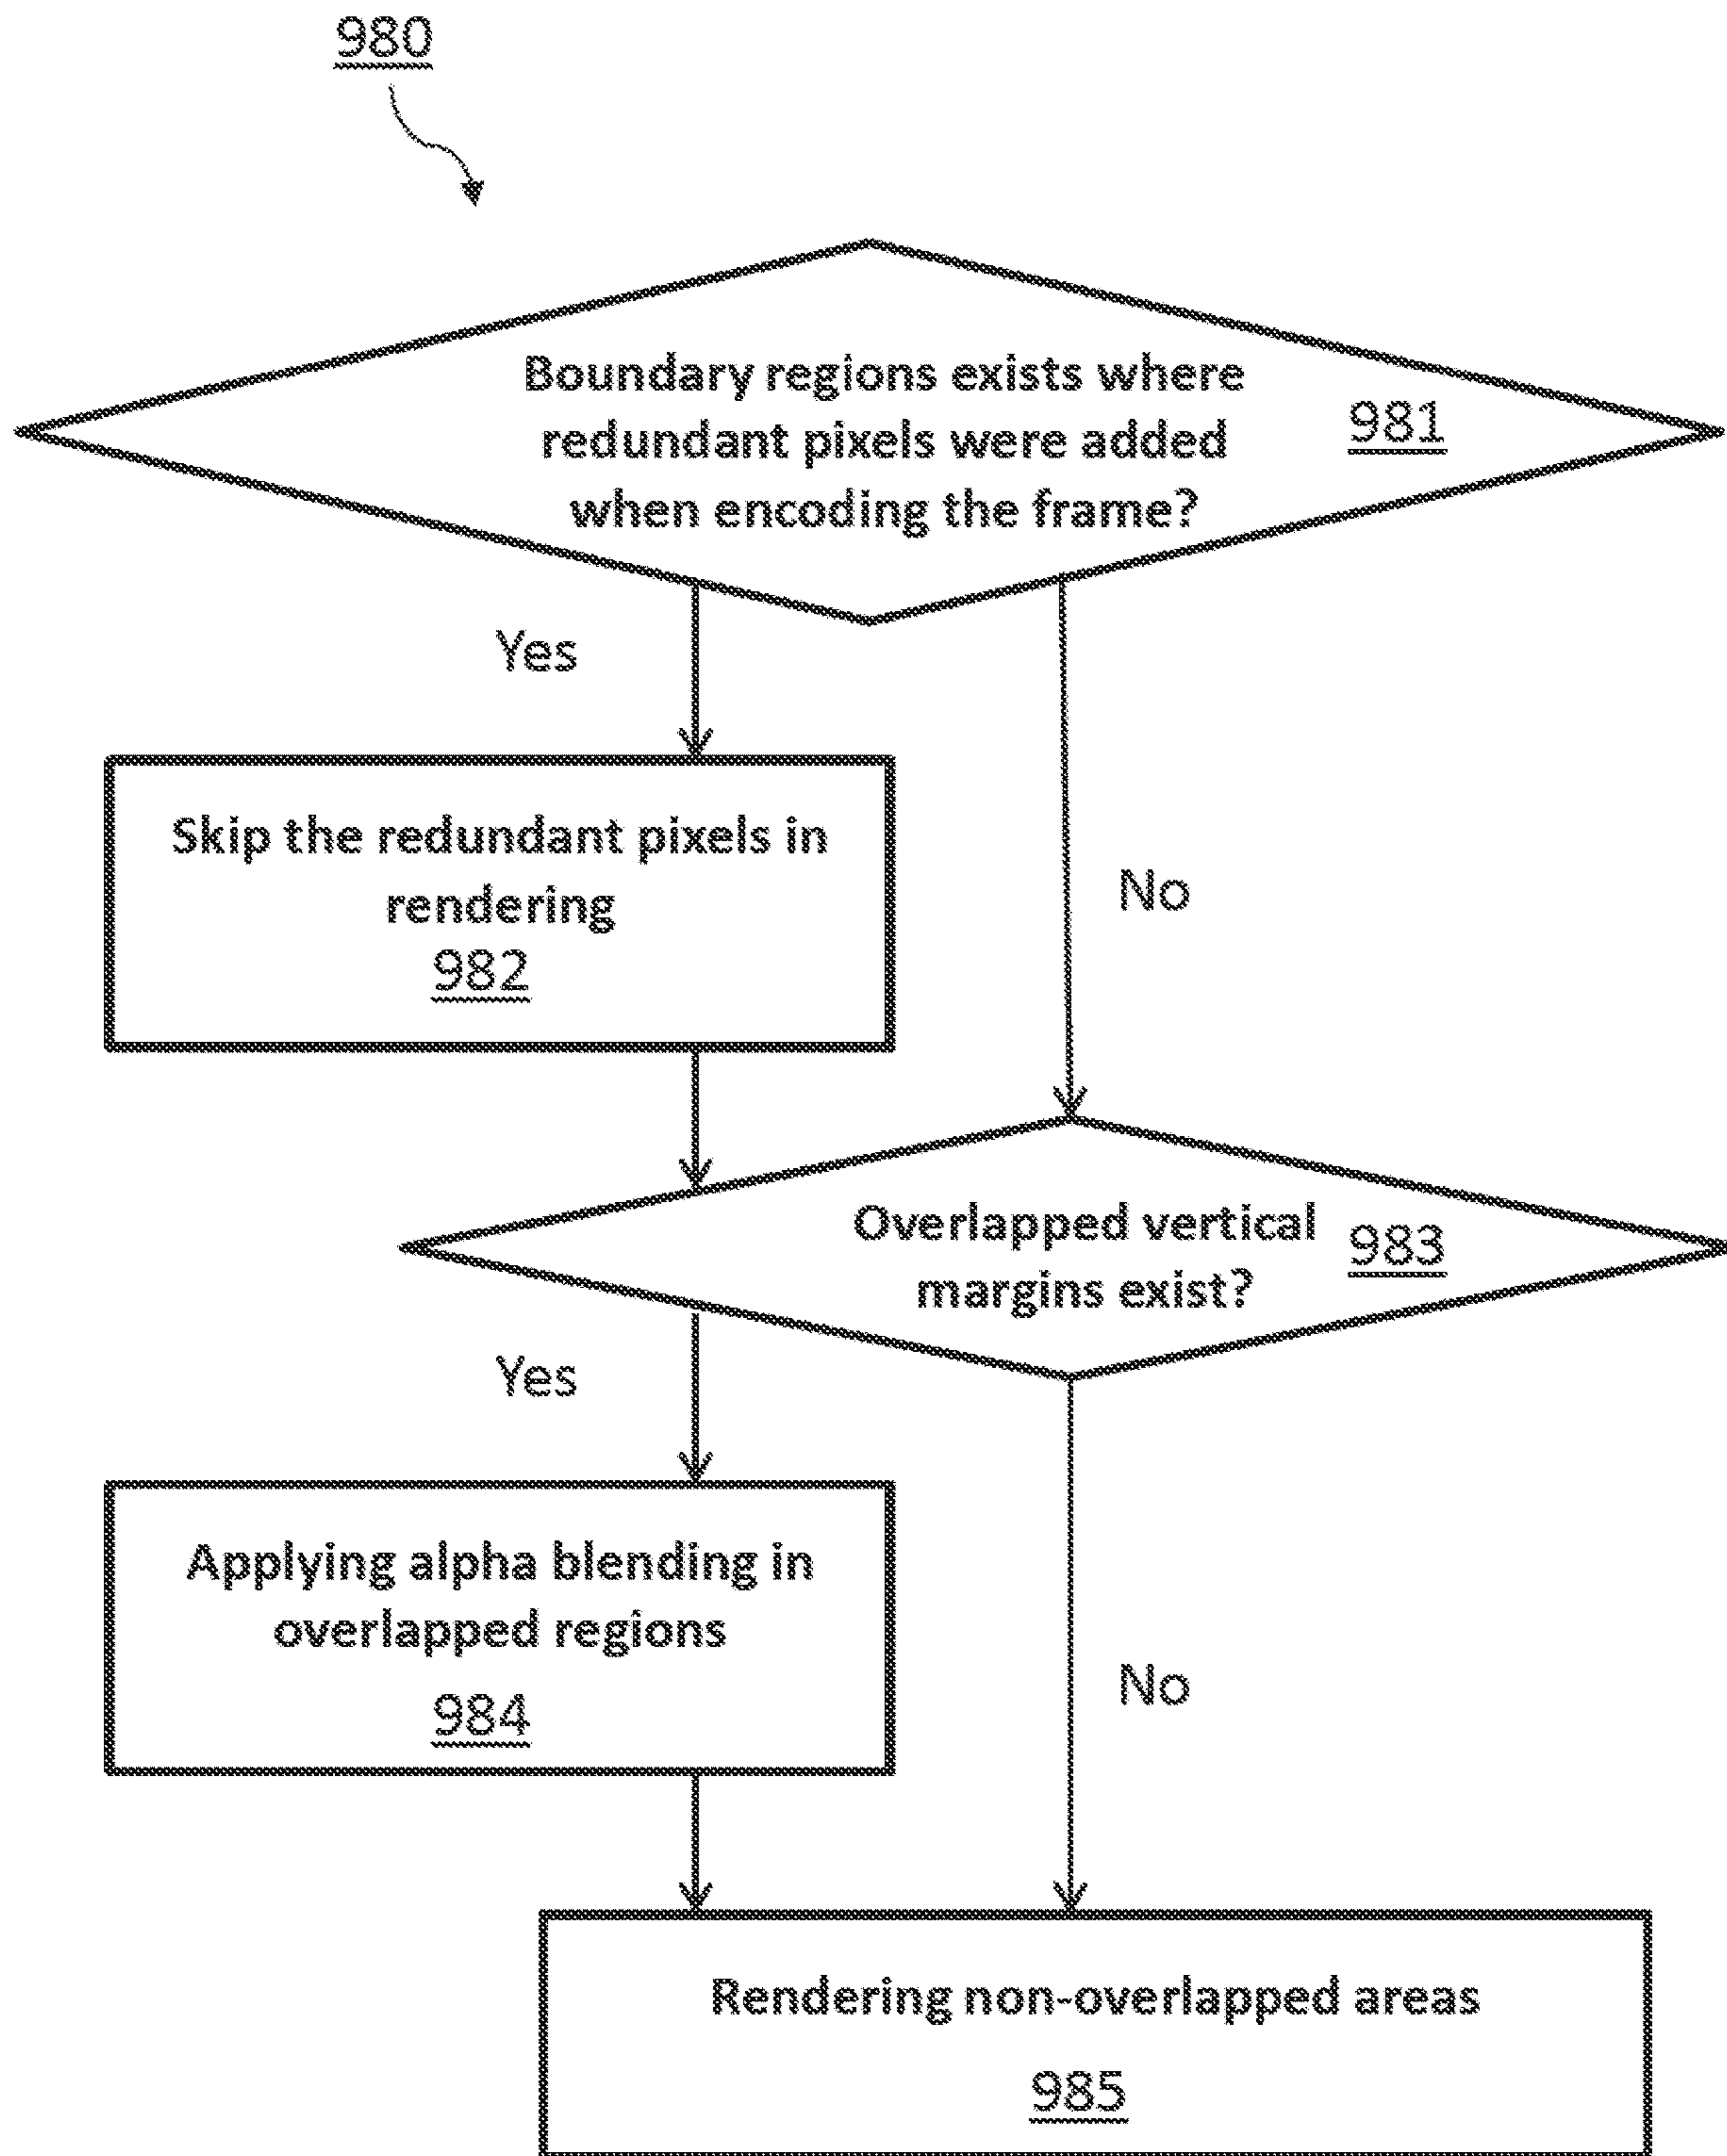 980
Boundary regions exists where
redundant pixels were added
when encoding the frame?
981
Yes
Skip the redundant pixels in
rendering
982
No
Overlapped vertical
margins exist?
983
Yes
Applying alpha blending in
overlapped regions
984
No
Rendering non-overlapped areas
985